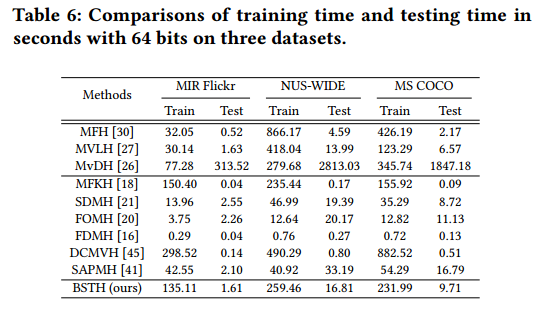 Table 6: Comparisons of training time and testing time in
seconds with 64 bits on three datasets.
Methods MIR Flickr NUS-WIDE MS COCO
Train Test Train Test Train Test
MFH [30] 32.05 0.52 866.17 4.59 426.19 2.17
MVLH [27] 30.14 1.63 418.04 13.99 123.29 6.57
MvDH [26] 77.28 313.52 279.68 2813.03 345.74 1847.18
MFKH [18] 150.40 0.04 235.44 0.17 155.92 0.09
SDMH [21] 13.96 2.55 46.99 19.39 35.29 8.72
FOMH [20] 3.75 2.26 12.64 20.17 12.82 11.13
FDMH [16] 0.29 0.04 0.76 0.27 0.72 0.13
DCMVH [45] 298.52 0.14 490.29 0.80 882.52 0.51
SAPMH [41] 42.55 2.10 40.92 33.19 54.29 16.79
BSTH (ours) 135.11 1.61 259.46 16.81 231.99 9.71